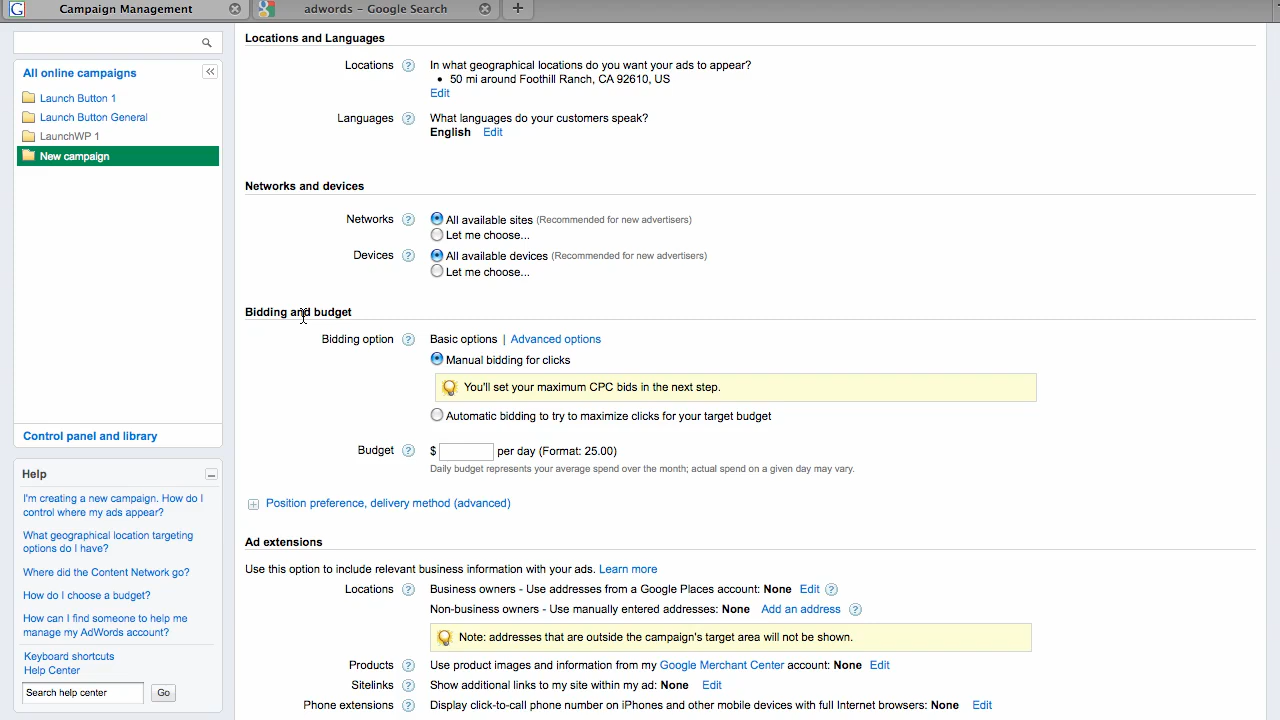 Campaign Management
adwords – Google Search
All online campaigns
Launch Button 1
Launch Button General
LaunchWP 1
New campaign
Control panel and library
Help
I'm creating a new campaign. How do I
control where my ads appear?
What geographical location targeting
options do I have?
Where did the Content Network go?
How do I choose a budget?
How can I find someone to help me
manage my AdWords account?
Keyboard shortcuts
Help Center
Search help center Go
Locations and Languages
Locations ? In what geographical locations do you want your ads to appear?
• 50 mi around Foothill Ranch, CA 92610, US
Edit
Languages ? What languages do your customers speak?
English Edit
Networks and devices
Networks ? All available sites (Recommended for new advertisers)
Let me choose...
Devices ? All available devices (Recommended for new advertisers)
Let me choose...
Bidding and budget
Bidding option ? Basic options | Advanced options
Manual bidding for clicks
You'll set your maximum CPC bids in the next step.
Automatic bidding to try to maximize clicks for your target budget
Budget ? $ per day (Format: 25.00)
Daily budget represents your average spend over the month; actual spend on a given day may vary.
Position preference, delivery method (advanced)
Ad extensions
Use this option to include relevant business information with your ads. Learn more
Locations ? Business owners - Use addresses from a Google Places account: None Edit ?
Non-business owners - Use manually entered addresses: None Add an address ?
Note: addresses that are outside the campaign's target area will not be shown.
Products ? Use product images and information from my Google Merchant Center account: None Edit
Sitelinks ? Show additional links to my site within my ad: None Edit
Phone extensions ? Display click-to-call phone number on iPhones and other mobile devices with full Internet browsers: None Edit